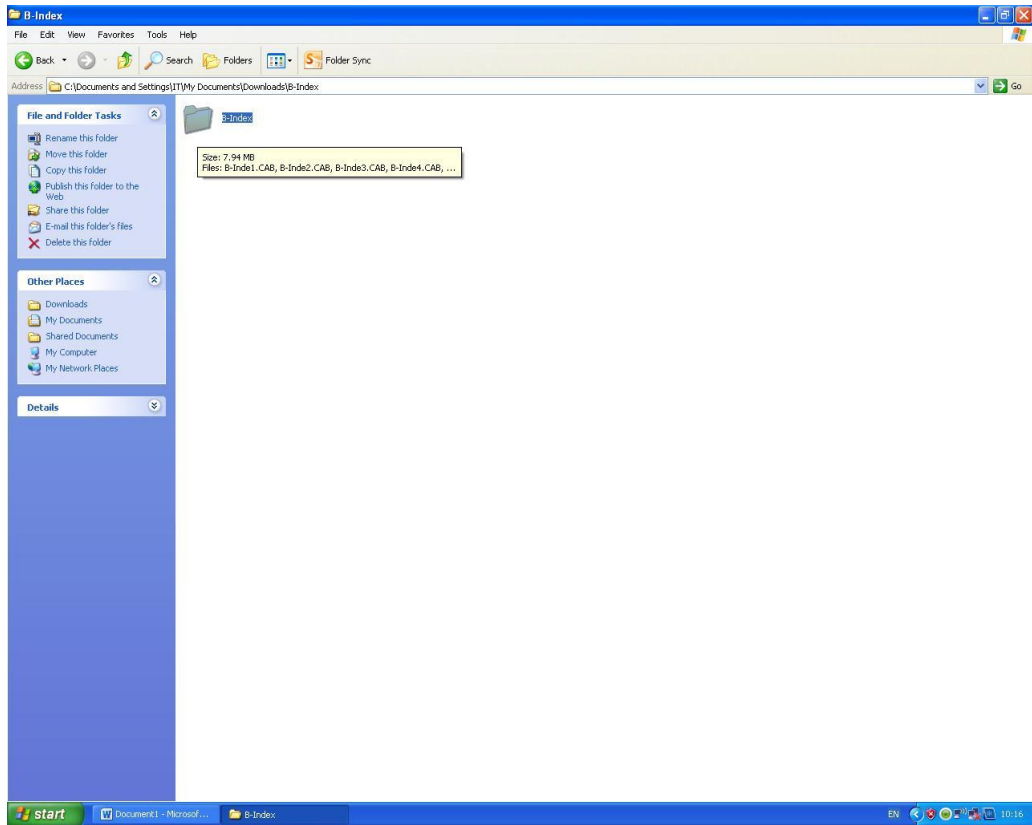 B-Index
File Edit View Favorites Tools Help
Back Search Folders Folder Sync
Address C:\Documents and Settings\IT\My Documents\Downloads\B-Index Go
File and Folder Tasks
Rename this folder
Move this folder
Copy this folder
Publish this folder to the
Web
Share this folder
E-mail this folder's files
Delete this folder
Other Places
Downloads
My Documents
Shared Documents
My Computer
My Network Places
Details
B-Index
Size: 7.94 MB
Files: B-Inde1.CAB, B-Inde2.CAB, B-Inde3.CAB, B-Inde4.CAB, ...
start Document1 - Microsof... B-Index EN 10:16